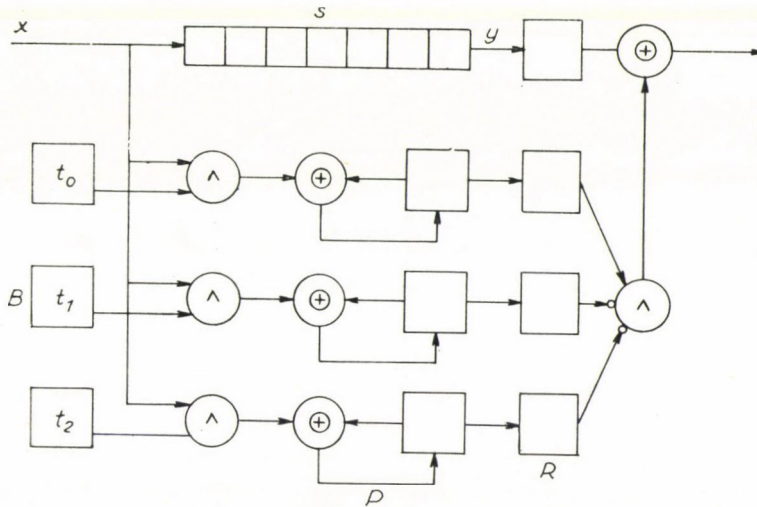 s
x
y
⊕
t₀
∧
⊕
B
t₁
∧
⊕
∧
t₂
∧
⊕
p
R